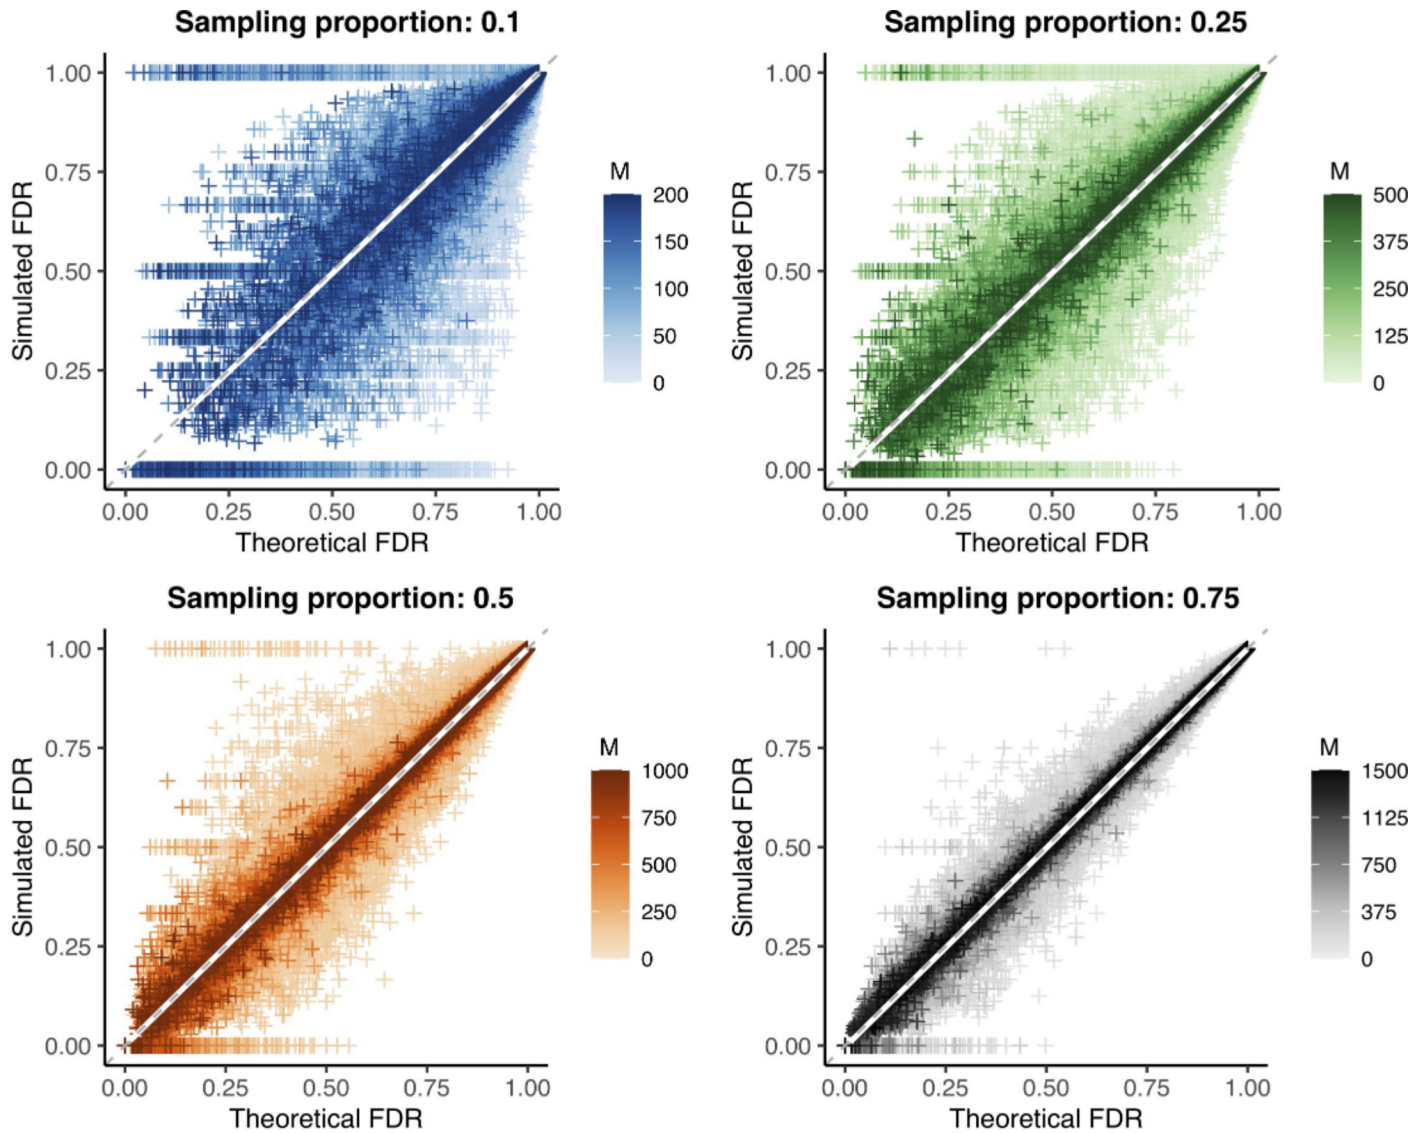 Sampling proportion: 0.1
1.00
0.75
0.50
0.25
0.00
Simulated FDR
0.00 0.25 0.50 0.75 1.00
Theoretical FDR
M
200
150
100
50
0
Sampling proportion: 0.25
1.00
0.75
0.50
0.25
0.00
Simulated FDR
0.00 0.25 0.50 0.75 1.00
Theoretical FDR
M
500
375
250
125
0
Sampling proportion: 0.5
1.00
0.75
0.50
0.25
0.00
Simulated FDR
0.00 0.25 0.50 0.75 1.00
Theoretical FDR
M
1000
750
500
250
0
Sampling proportion: 0.75
1.00
0.75
0.50
0.25
0.00
Simulated FDR
0.00 0.25 0.50 0.75 1.00
Theoretical FDR
M
1500
1125
750
375
0